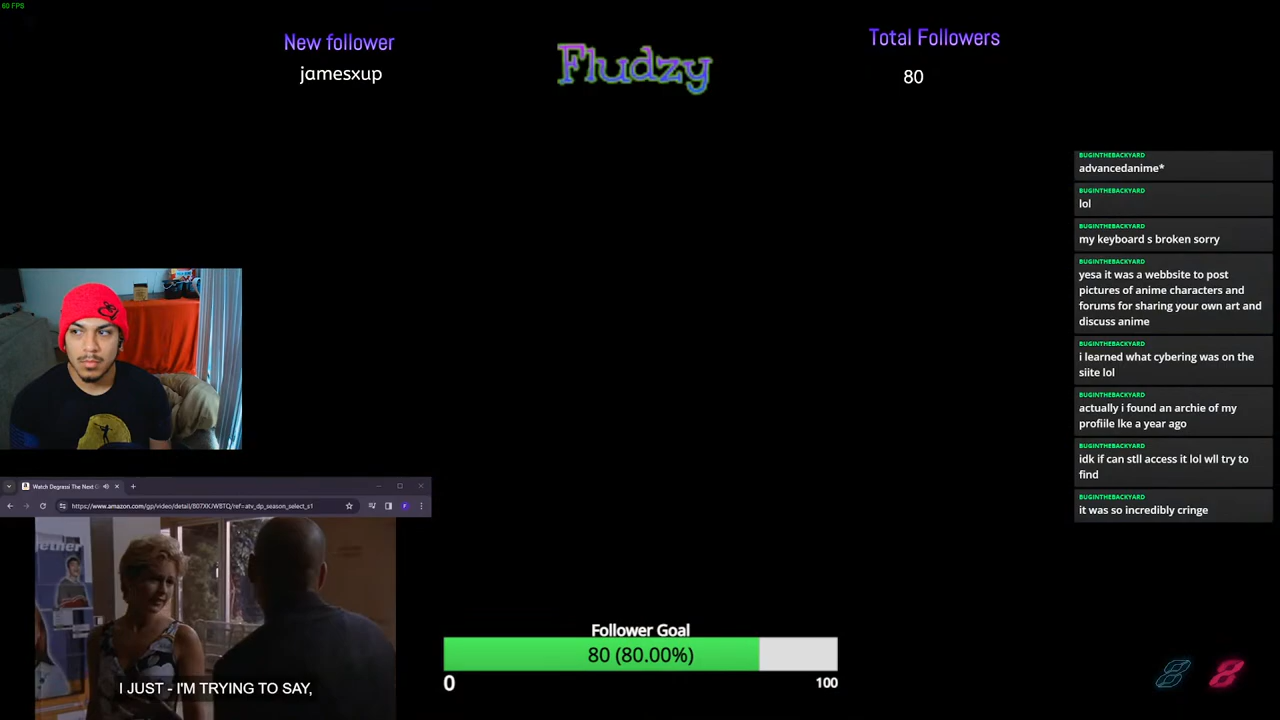 60 FPS
New follower
jamesxup
Fludzy
Total Followers
80
BUGINTHEBACKYARD
advancedanime*
BUGINTHEBACKYARD
lol
BUGINTHEBACKYARD
my keyboard s broken sorry
BUGINTHEBACKYARD
yesa it was a webbsite to post
pictures of anime characters and
forums for sharing your own art and
discuss anime
BUGINTHEBACKYARD
i learned what cybering was on the
siite lol
BUGINTHEBACKYARD
actually i found an archie of my
profiile lke a year ago
BUGINTHEBACKYARD
idk if can stll access it lol wll try to
find
BUGINTHEBACKYARD
it was so incredibly cringe
Watch Degrassi The Next G
https://www.amazon.com/gp/video/detail/B07XKJWBTQ/ref=atv_dp_season_select_s1
ether
I JUST - I'M TRYING TO SAY,
Follower Goal
80 (80.00%)
0
100
8 8